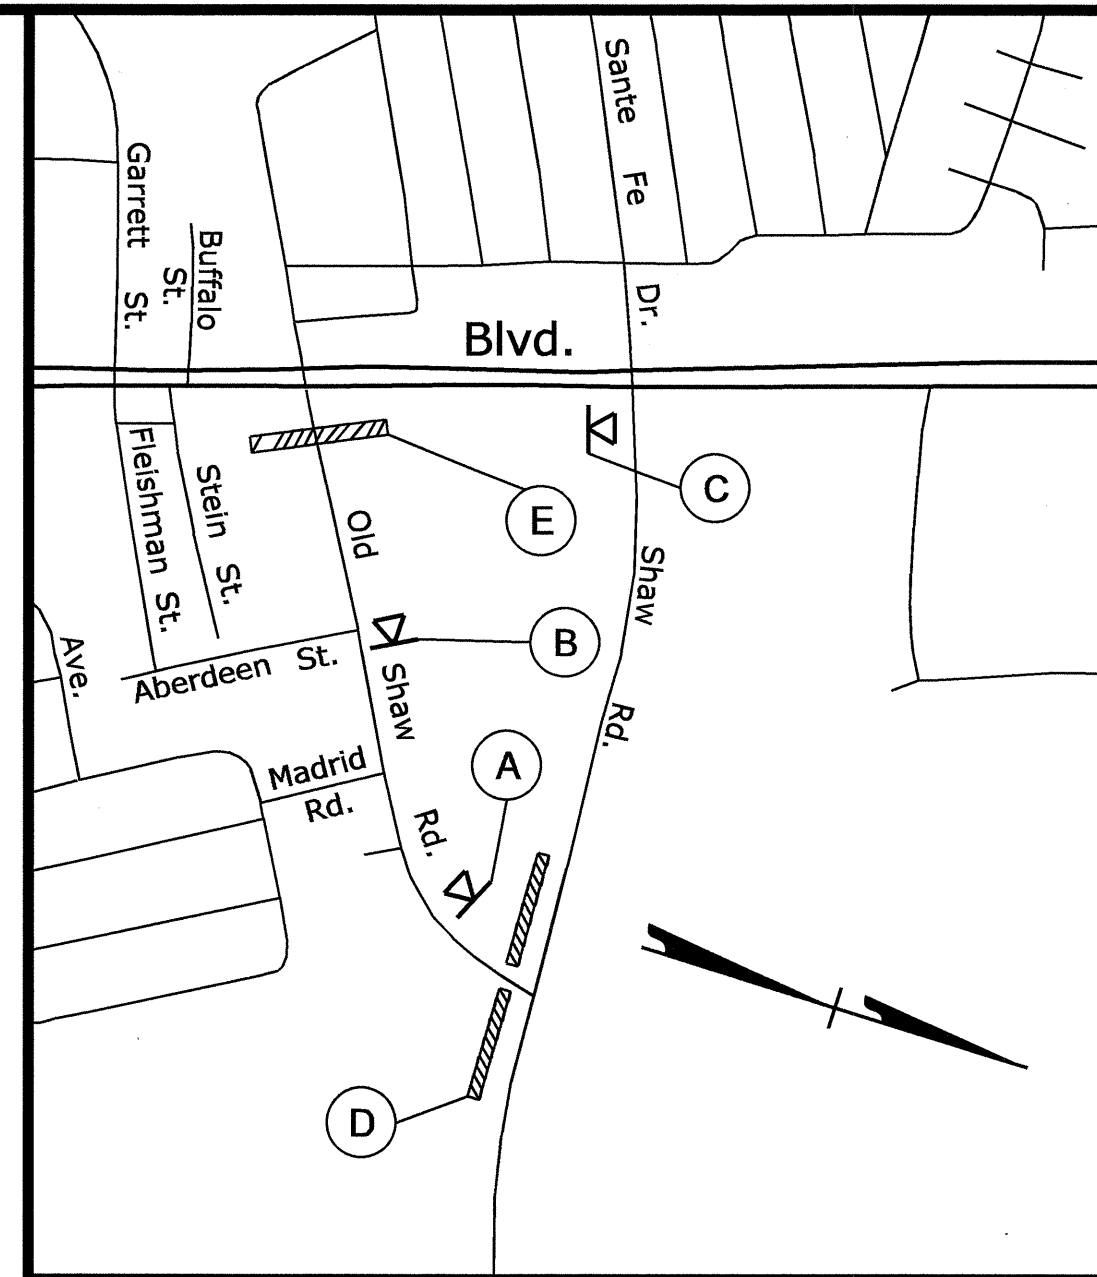 Sante Fe Dr.
Garrett St.
Buffalo
St.
Blvd.
C
E
Fleishman St.
Stein St.
Old Shaw Rd.
Shaw Rd.
B
Ave.
Aberdeen St.
A
Madrid
Rd.
D